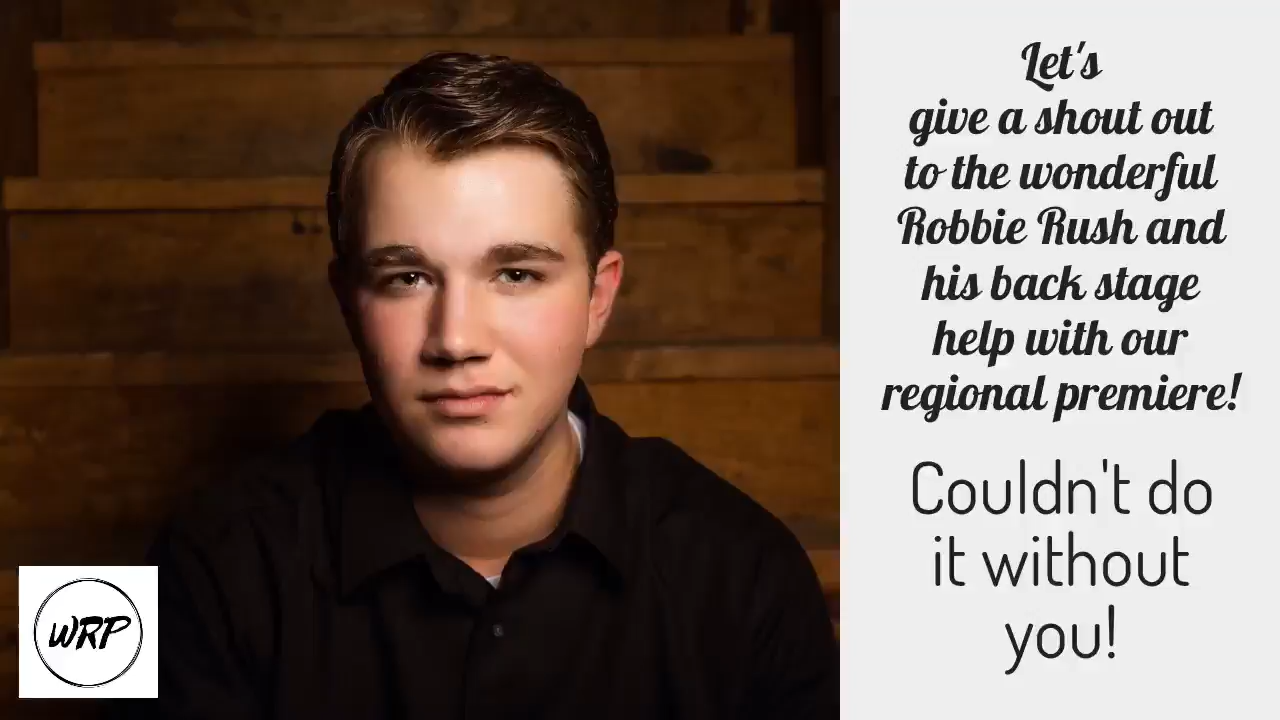 Let's
give a shout out
to the wonderful
Robbie Rush and
his back stage
help with our
regional premiere!
Couldn't do
it without
you!
WRP